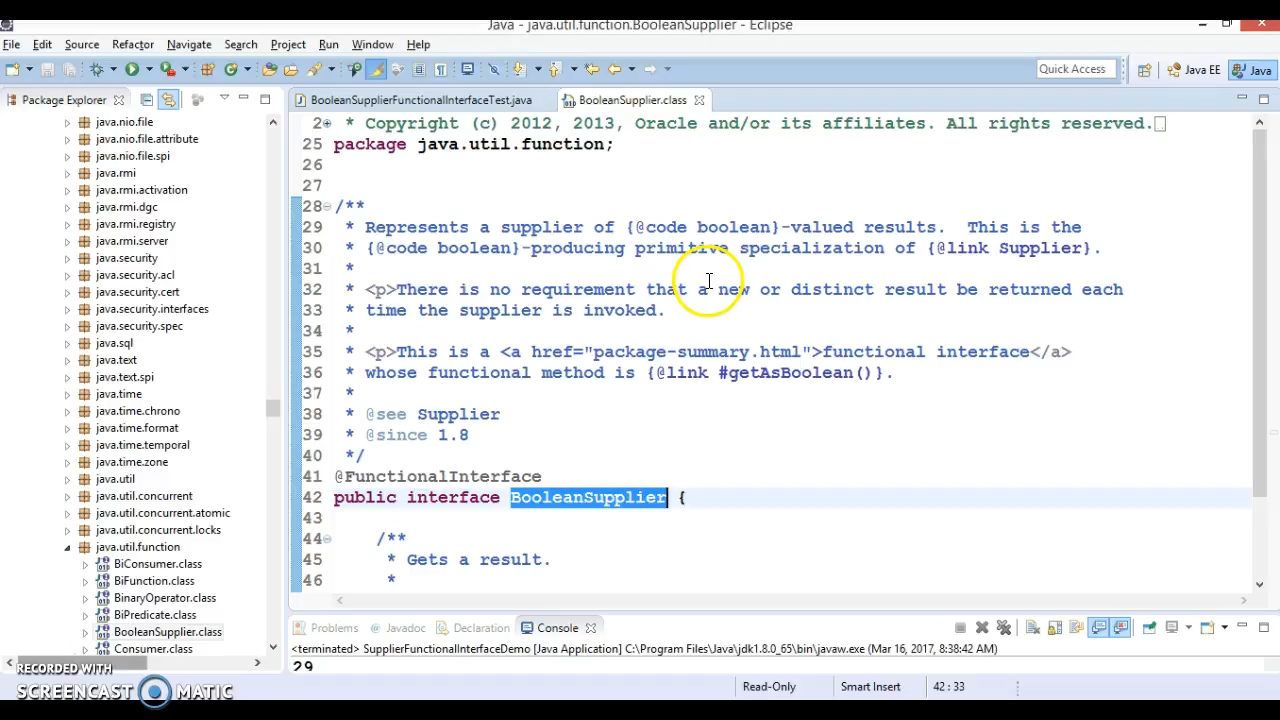 Java - java.util.function.BooleanSupplier - Eclipse
File Edit Source Refactor Navigate Search Project Run Window Help
Quick Access Java EE Java
Package Explorer
java.nio.file
java.nio.file.attribute
java.nio.file.spi
java.rmi
java.rmi.activation
java.rmi.dgc
java.rmi.registry
java.rmi.server
java.security
java.security.acl
java.security.cert
java.security.interfaces
java.security.spec
java.sql
java.text
java.text.spi
java.time
java.time.chrono
java.time.format
java.time.temporal
java.time.zone
java.util
java.util.concurrent
java.util.concurrent.atomic
java.util.concurrent.locks
java.util.function
BiConsumer.class
BiFunction.class
BinaryOperator.class
BiPredicate.class
BooleanSupplier.class
Consumer.class
BooleanSupplierFunctionalInterfaceTest.java BooleanSupplier.class
2 * Copyright (c) 2012, 2013, Oracle and/or its affiliates. All rights reserved.
25 package java.util.function;
26
27
28 /**
29 * Represents a supplier of {@code boolean}-valued results.  This is the
30 * {@code boolean}-producing primitive specialization of {@link Supplier}.
31 *
32 * <p>There is no requirement that a new or distinct result be returned each
33 * time the supplier is invoked.
34 *
35 * <p>This is a <a href="package-summary.html">functional interface</a>
36 * whose functional method is {@link #getAsBoolean()}.
37 *
38 * @see Supplier
39 * @since 1.8
40 */
41 @FunctionalInterface
42 public interface BooleanSupplier {
43
44 /**
45 * Gets a result.
46 *
Problems Javadoc Declaration Console
<terminated> SupplierFunctionalInterfaceDemo [Java Application] C:\Program Files\Java\jdk1.8.0_65\bin\javaw.exe (Mar 16, 2017, 8:38:42 AM)
29
Read-Only Smart Insert 42 : 33
RECORDED WITH
SCREENCAST MATIC